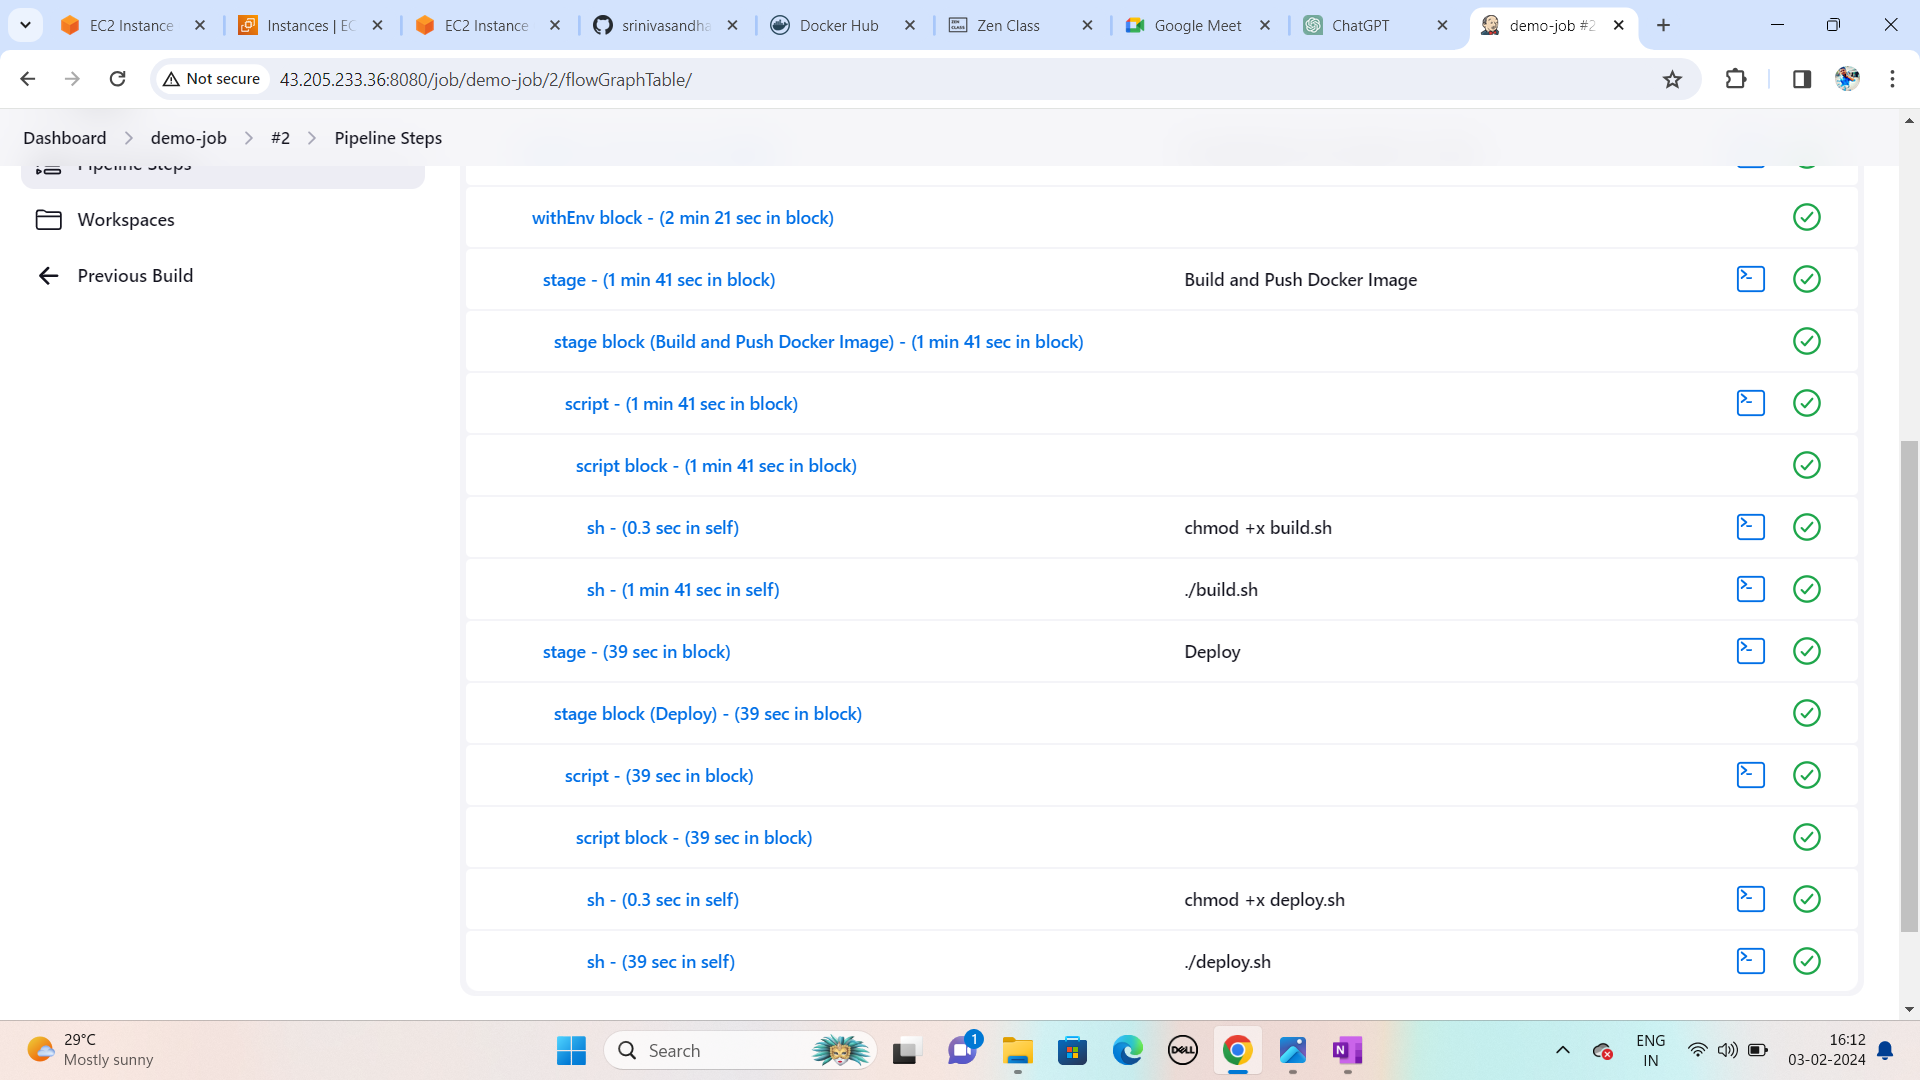 EC2 Instance
Instances | EC
EC2 Instance
srinivasandha
Docker Hub
Zen Class
Google Meet
ChatGPT
demo-job #2
Not secure
43.205.233.36:8080/job/demo-job/2/flowGraphTable/
Dashboard
demo-job
#2
Pipeline Steps
Pipeline Steps
Workspaces
Previous Build
withEnv block - (2 min 21 sec in block)
stage - (1 min 41 sec in block)
Build and Push Docker Image
stage block (Build and Push Docker Image) - (1 min 41 sec in block)
script - (1 min 41 sec in block)
script block - (1 min 41 sec in block)
sh - (0.3 sec in self)
chmod +x build.sh
sh - (1 min 41 sec in self)
./build.sh
stage - (39 sec in block)
Deploy
stage block (Deploy) - (39 sec in block)
script - (39 sec in block)
script block - (39 sec in block)
sh - (0.3 sec in self)
chmod +x deploy.sh
sh - (39 sec in self)
./deploy.sh
29°C
Mostly sunny
Search
1
DELL
N
ENG
IN
16:12
03-02-2024